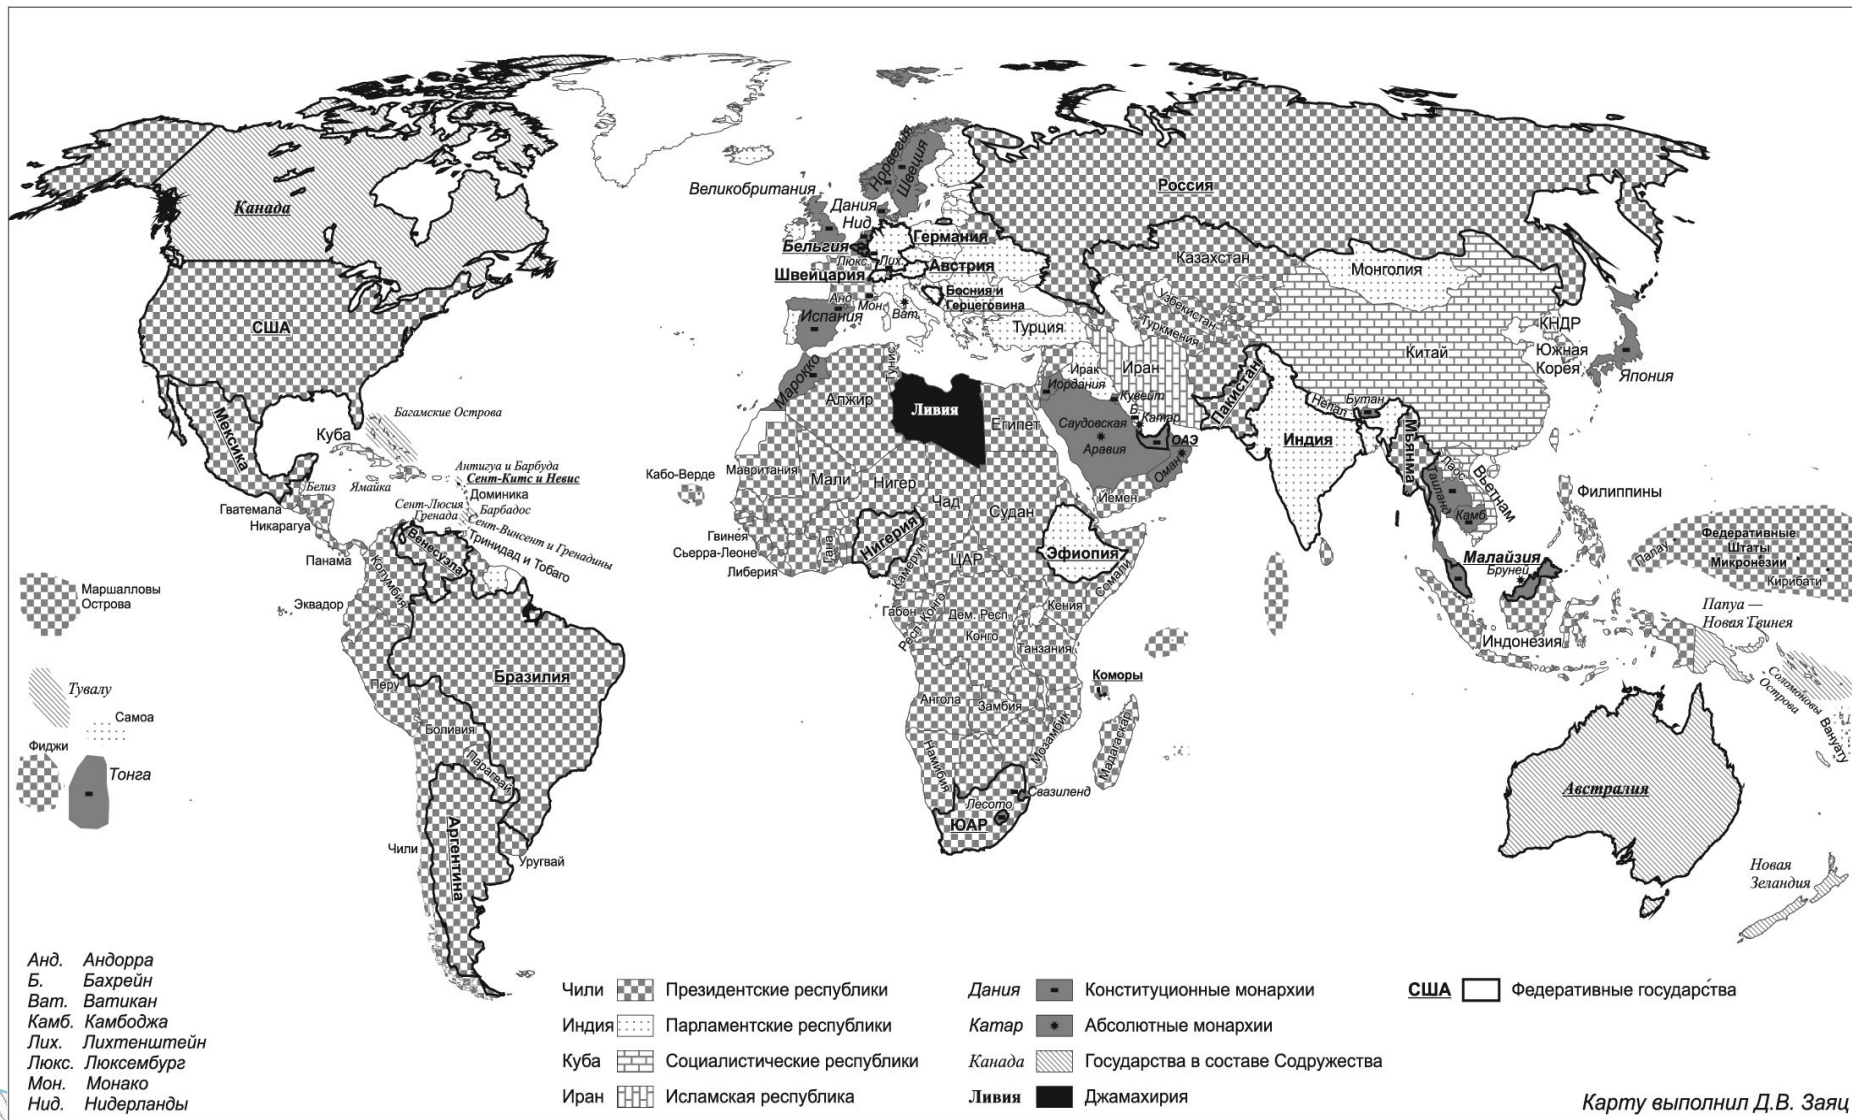 Канада
США
Мексика
Куба
Багамские Острова
Белиз
Ямайка
Гватемала
Никарагуа
Панама
Антигуа и Барбуда
Сент-Китс и Невис
Доминика
Сент-Люсия
Барбадос
Гренада
Сент-Винсент и Гренадины
Тринидад и Тобаго
Венесуэла
Колумбия
Эквадор
Перу
Бразилия
Боливия
Парагвай
Чили
Аргентина
Уругвай
Маршалловы
Острова
Тувалу
Самоа
Фиджи
Тонга
Великобритания
Норвегия
Швеция
Дания
Нид.
Бельгия
Германия
Люкс.
Лих.
Австрия
Швейцария
Анд.
Мон.
Ват.
Босния и
Герцеговина
Испания
Турция
Россия
Казахстан
Узбекистан
Туркмения
Монголия
Китай
КНДР
Южная
Корея
Япония
Марокко
Алжир
Тунис
Ливия
Египет
Кабо-Верде
Мавритания
Мали
Нигер
Чад
Судан
Гвинея
Сьерра-Леоне
Либерия
Гана
Нигерия
Камерун
ЦАР
Эфиопия
Сомали
Габон
Респ. Конго
Дем. Респ.
Конго
Кения
Танзания
Ангола
Замбия
Коморы
Мозамбик
Мадагаскар
Намибия
Свазиленд
Лесото
ЮАР
Ирак
Иордания
Иран
Кувейт
Б.
Катар
Саудовская
Аравия
ОАЭ
Оман
Йемен
Пакистан
Индия
Непал
Бутан
Мьянма
Лаос
Таиланд
Вьетнам
Камб.
Филиппины
Малайзия
Бруней
Индонезия
Палау
Федеративные
Штаты
Микронезии
Кирибати
Папуа —
Новая Гвинея
Соломоновы
Острова
Вануату
Австралия
Новая
Зеландия
Анд. Андорра
Б. Бахрейн
Ват. Ватикан
Камб. Камбоджа
Лих. Лихтенштейн
Люкс. Люксембург
Мон. Монако
Нид. Нидерланды
Чили Президентские республики
Индия Парламентские республики
Куба Социалистические республики
Иран Исламская республика
Дания Конституционные монархии
Катар Абсолютные монархии
Канада Государства в составе Содружества
Ливия Джамахирия
США Федеративные государства
Карту выполнил Д.В. Заяц